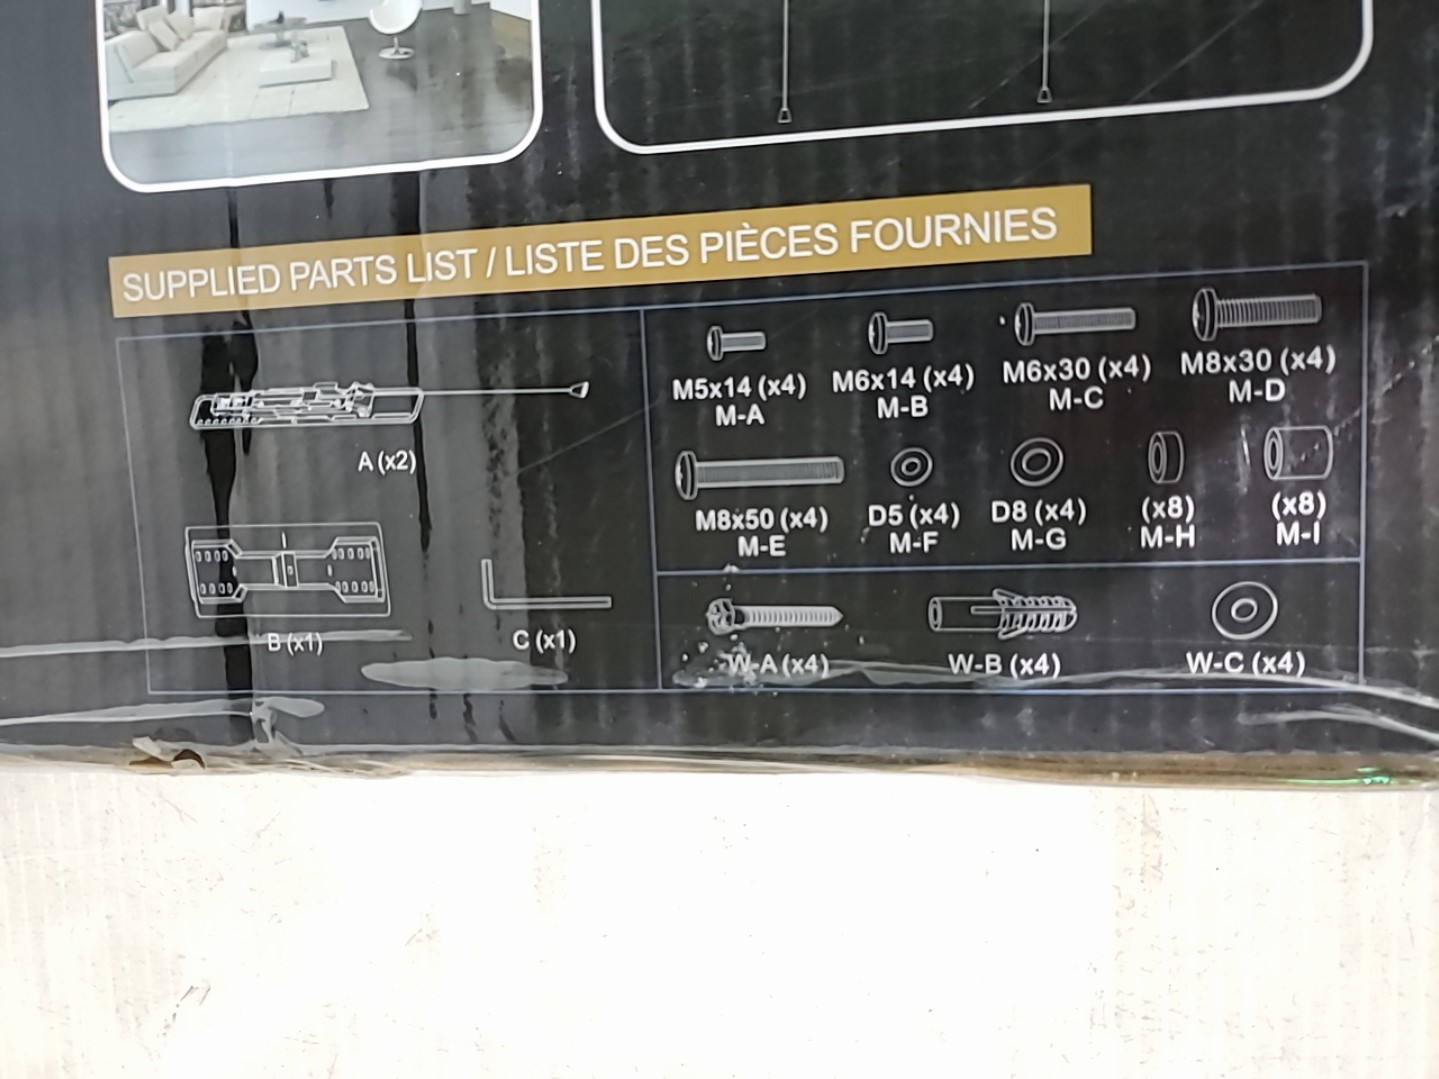 SUPPLIED PARTS LIST / LISTE DES PIÈCES FOURNIES
A (x2)
B (x1)
C (x1)
M5x14 (x4)
M-A
M6x14 (x4)
M-B
M6x30 (x4)
M-C
M8x30 (x4)
M-D
M8x50 (x4)
M-E
D5 (x4)
M-F
D8 (x4)
M-G
(x8)
M-H
(x8)
M-I
W-A (x4)
W-B (x4)
W-C (x4)